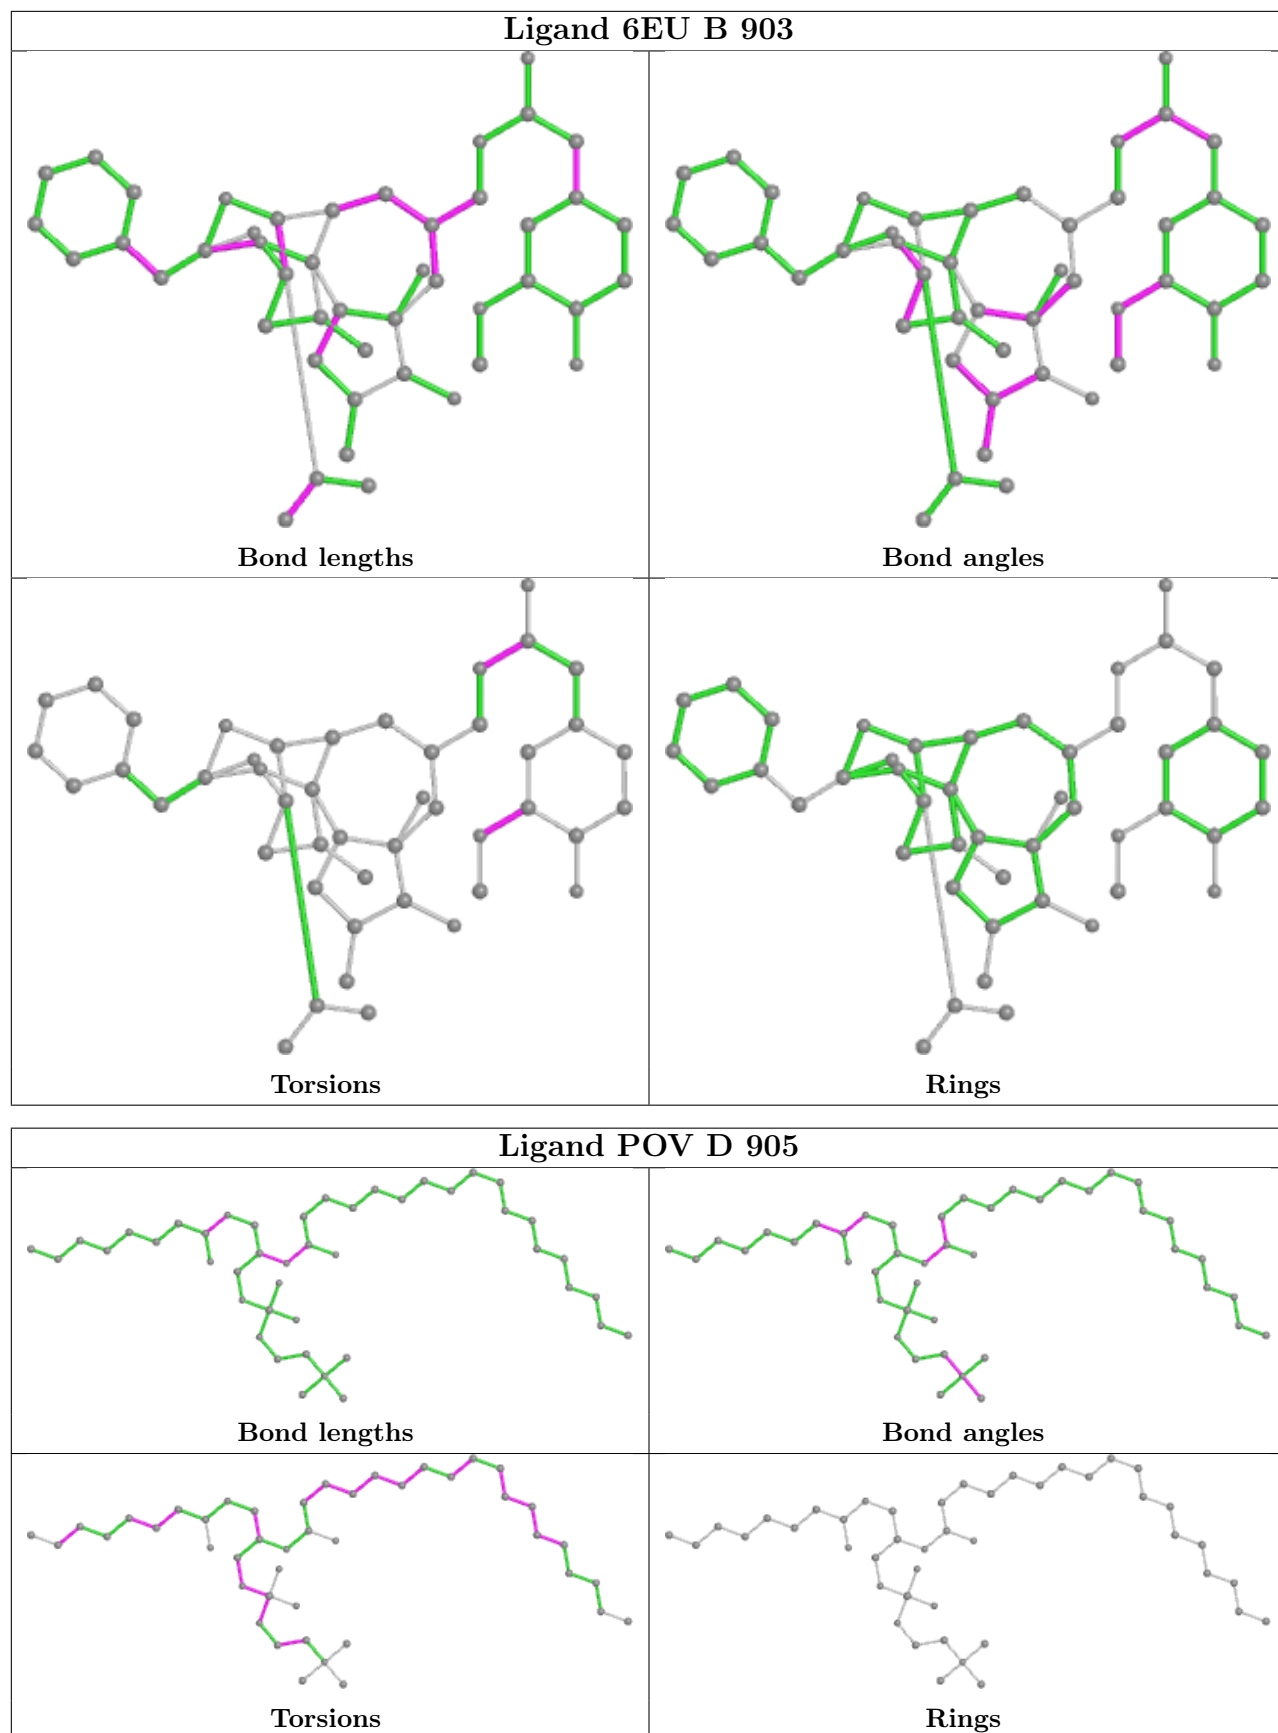 Ligand 6EU B 903
Bond lengths
Bond angles
Torsions
Rings
Ligand POV D 905
Bond lengths
Bond angles
Torsions
Rings